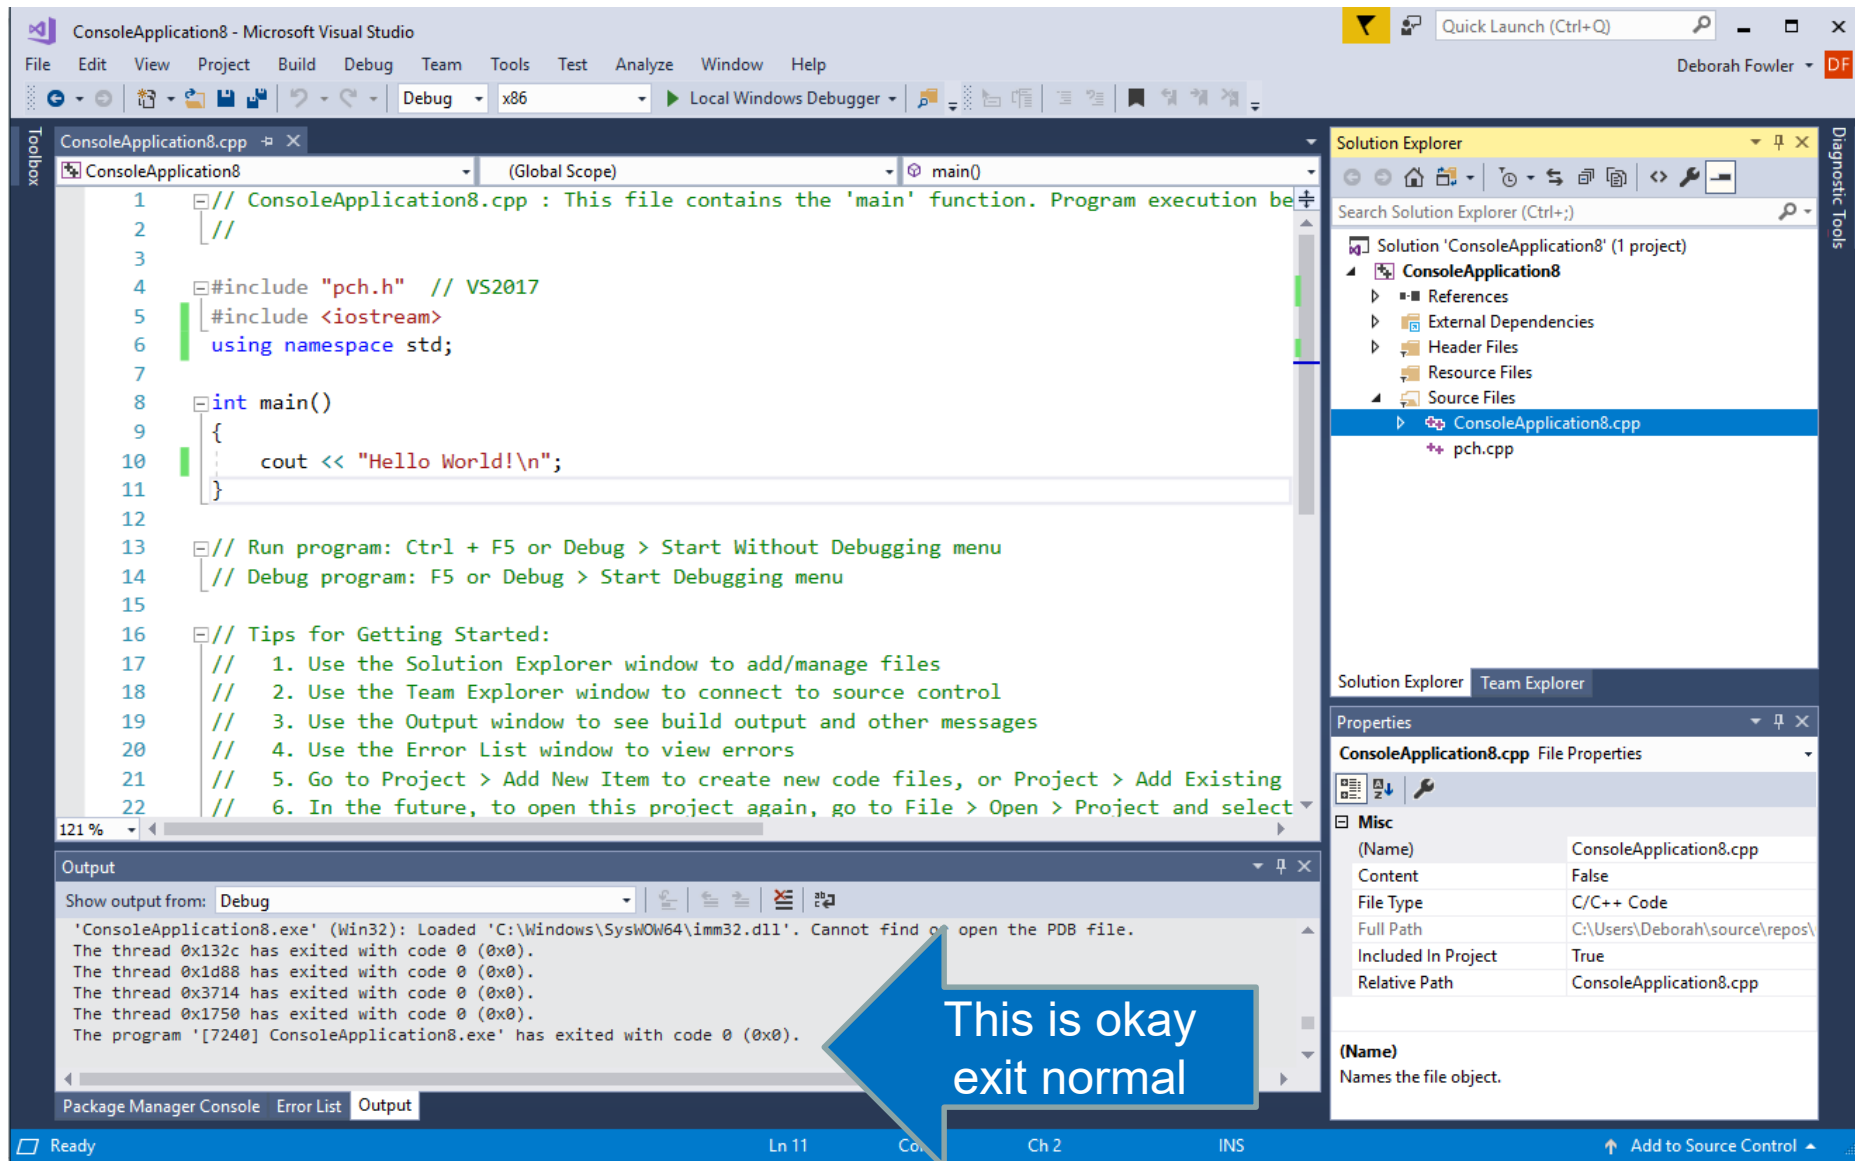 ConsoleApplication8 - Microsoft Visual Studio
Quick Launch (Ctrl+Q)
File Edit View Project Build Debug Team Tools Test Analyze Window Help
Deborah Fowler DF
Debug x86 Local Windows Debugger
Toolbox
ConsoleApplication8.cpp
ConsoleApplication8 (Global Scope) main()
1 // ConsoleApplication8.cpp : This file contains the 'main' function. Program execution be
2 //
3
4 #include "pch.h" // VS2017
5 #include <iostream>
6 using namespace std;
7
8 int main()
9 {
10 cout << "Hello World!\n";
11 }
12
13 // Run program: Ctrl + F5 or Debug > Start Without Debugging menu
14 // Debug program: F5 or Debug > Start Debugging menu
15
16 // Tips for Getting Started:
17 // 1. Use the Solution Explorer window to add/manage files
18 // 2. Use the Team Explorer window to connect to source control
19 // 3. Use the Output window to see build output and other messages
20 // 4. Use the Error List window to view errors
21 // 5. Go to Project > Add New Item to create new code files, or Project > Add Existing
22 // 6. In the future, to open this project again, go to File > Open > Project and select
121 %
Output
Show output from: Debug
'ConsoleApplication8.exe' (Win32): Loaded 'C:\Windows\SysWOW64\imm32.dll'. Cannot find or open the PDB file.
The thread 0x132c has exited with code 0 (0x0).
The thread 0x1d88 has exited with code 0 (0x0).
The thread 0x3714 has exited with code 0 (0x0).
The thread 0x1750 has exited with code 0 (0x0).
The program '[7240] ConsoleApplication8.exe' has exited with code 0 (0x0).
This is okay
exit normal
Package Manager Console Error List Output
Solution Explorer
Search Solution Explorer (Ctrl+;)
Solution 'ConsoleApplication8' (1 project)
ConsoleApplication8
References
External Dependencies
Header Files
Resource Files
Source Files
ConsoleApplication8.cpp
pch.cpp
Solution Explorer Team Explorer
Properties
ConsoleApplication8.cpp File Properties
Misc
(Name) ConsoleApplication8.cpp
Content False
File Type C/C++ Code
Full Path C:\Users\Deborah\source\repos\
Included In Project True
Relative Path ConsoleApplication8.cpp
(Name)
Names the file object.
Diagnostic Tools
Ready Ln 11 Ch 2 INS Add to Source Control